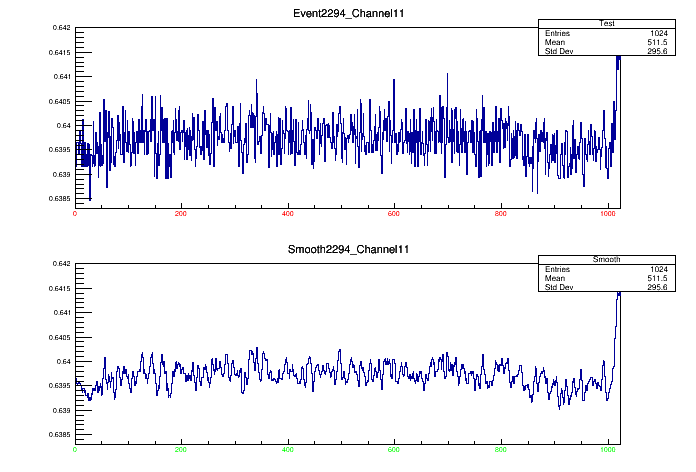 Event2294_Channel11
Test
Entries 1024
Mean 511.5
Std Dev 295.6
0.642
0.6415
0.641
0.6405
0.64
0.6395
0.639
0.6385
0 200 400 600 800 1000
Smooth2294_Channel11
Smooth
Entries 1024
Mean 511.5
Std Dev 295.6
0.642
0.6415
0.641
0.6405
0.64
0.6395
0.639
0.6385
0 200 400 600 800 1000